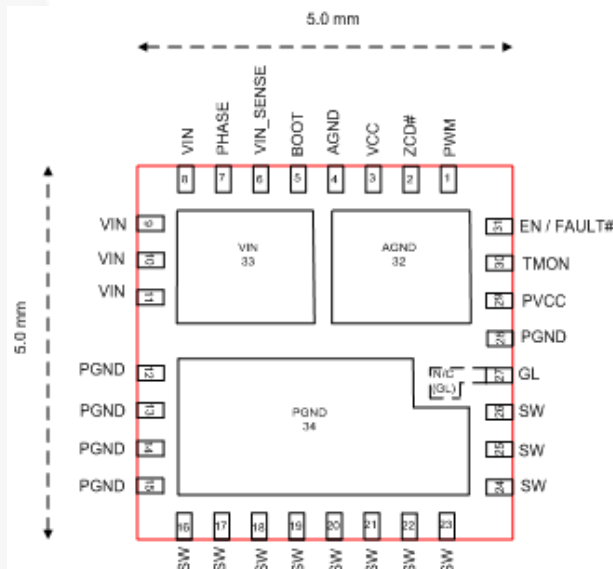 5.0 mm
5.0 mm
VIN
PHASE
VIN_SENSE
BOOT
AGND
VCC
ZCD#
PWM
8
7
6
5
4
3
2
1
VIN 9
VIN 10
VIN 11
PGND 12
PGND 13
PGND 14
PGND 15
VIN
33
AGND
32
PGND
34
N/C
(GL)
31 EN / FAULT#
30 TMON
29 PVCC
28 PGND
27 GL
26 SW
25 SW
24 SW
16
17
18
19
20
21
22
23
SW
SW
SW
SW
SW
SW
SW
SW